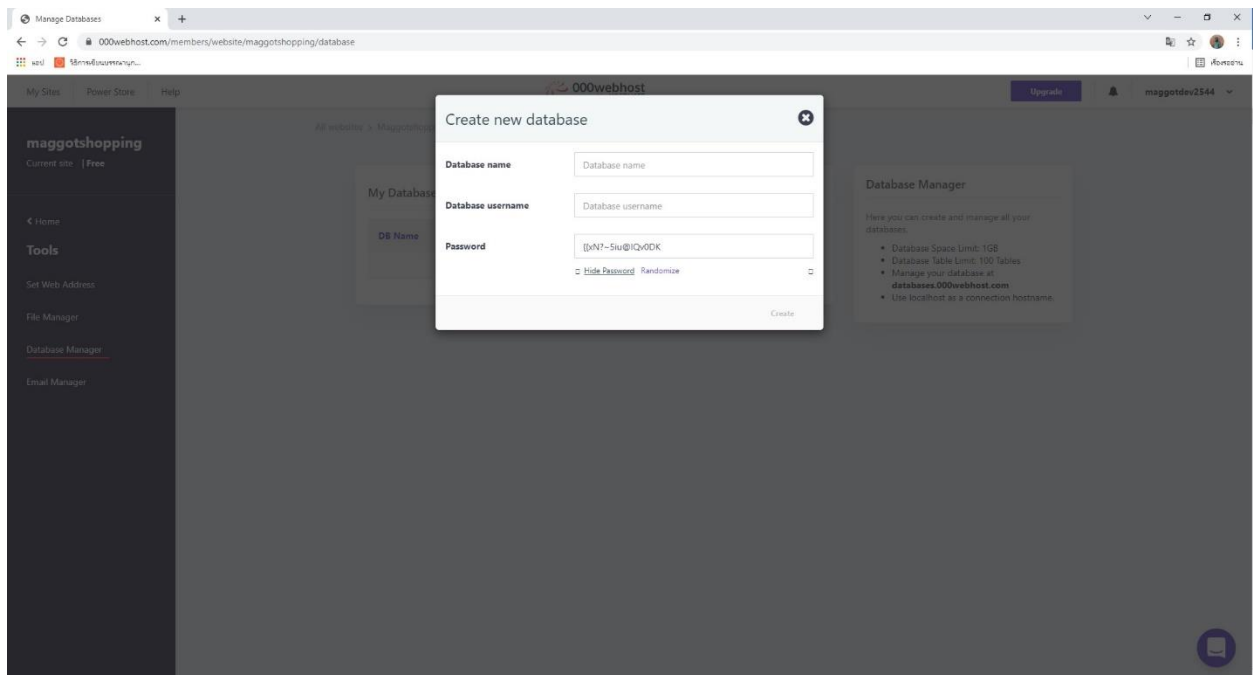 Manage Databases
000webhost.com/members/website/maggotshopping/database
My Sites Power Store Help
000webhost
Upgrade
maggotdev2544
maggotshopping
Current site | Free
Home
Tools
Set Web Address
File Manager
Database Manager
Email Manager
All websites > Maggotshopp
My Database
DB Name
Create new database
Database name
Database name
Database username
Database username
Password
{{xN?~5iu@IQv0DK
Hide Password Randomize
Create
Database Manager
Here you can create and manage all your
databases.
Database Space Limit: 1GB
Database Table Limit: 100 Tables
Manage your database at
databases.000webhost.com
Use localhost as a connection hostname.